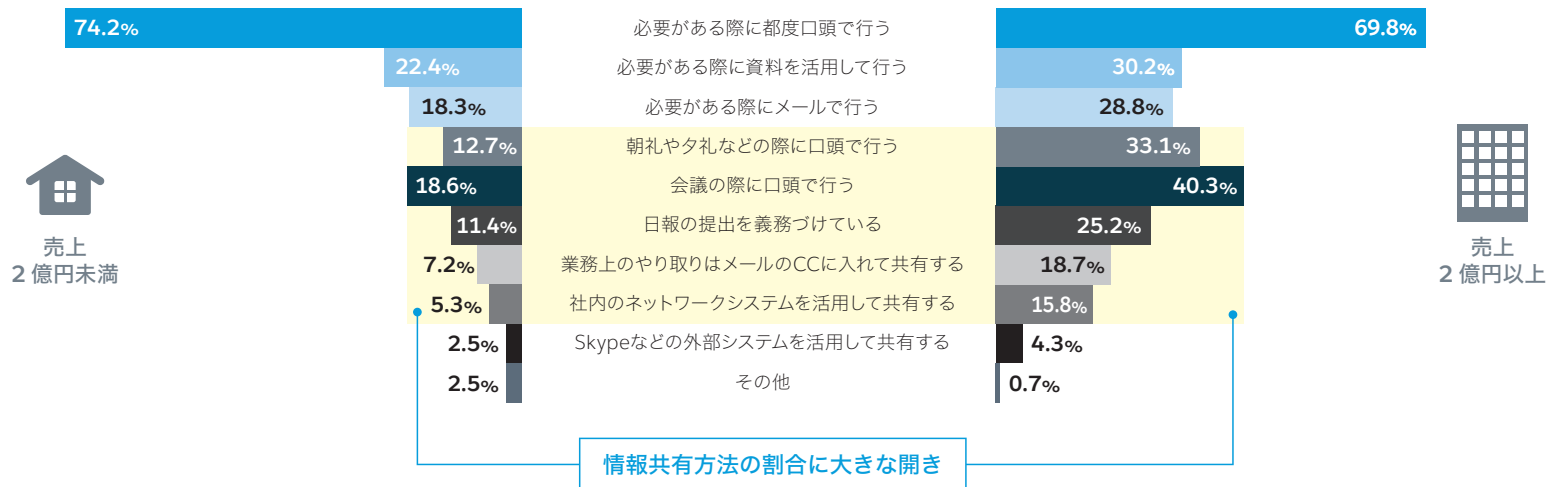 74.2% 必要がある際に都度口頭で行う 69.8%
22.4% 必要がある際に資料を活用して行う 30.2%
18.3% 必要がある際にメールで行う 28.8%
12.7% 朝礼や夕礼などの際に口頭で行う 33.1%
18.6% 会議の際に口頭で行う 40.3%
11.4% 日報の提出を義務づけている 25.2%
7.2% 業務上のやり取りはメールのCCに入れて共有する 18.7%
5.3% 社内のネットワークシステムを活用して共有する 15.8%
2.5% Skypeなどの外部システムを活用して共有する 4.3%
2.5% その他 0.7%
売上
2 億円未満
売上
2 億円以上
情報共有方法の割合に大きな開き